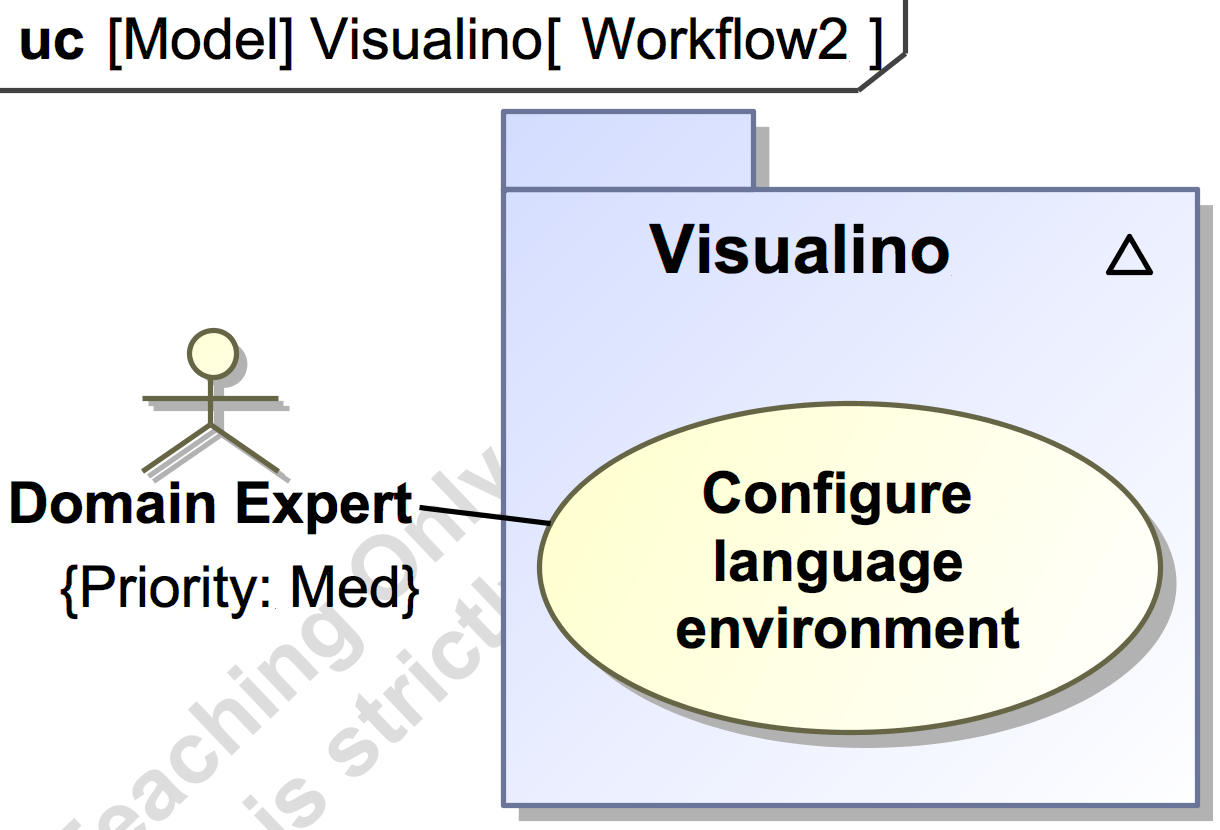 uc [Model] Visualino[ Workflow2 ]
Visualino
Domain Expert
{Priority: Med}
Configure
language
environment
Teaching Only
is strictly